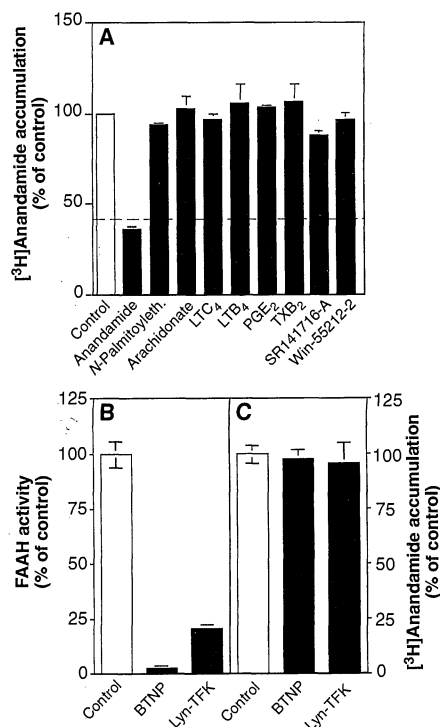 A
[³H]Anandamide accumulation
(% of control)
150
100
50
0
Control
Anandamide
N-Palmitoyleth.
Arachidonate
LTC₄
LTB₄
PGE₂
TXB₂
SR141716-A
Win-55212-2
B
FAAH activity
(% of control)
125
100
75
50
25
0
Control
BTNP
Lyn-TFK
C
125
100
75
50
25
0
[³H]Anandamide accumulation
(% of control)
Control
BTNP
Lyn-TFK